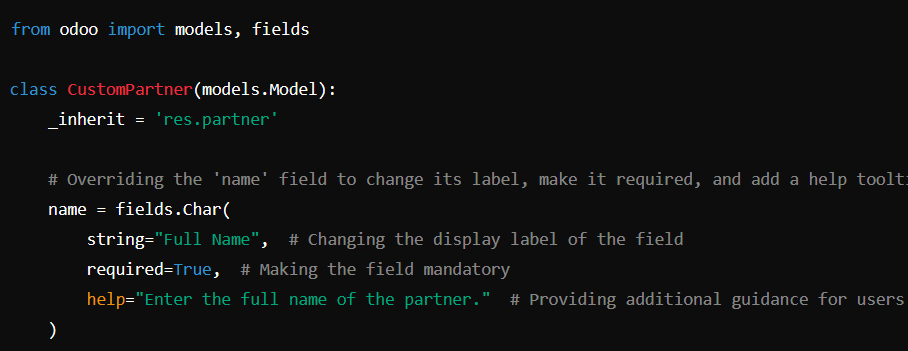 from odoo import models, fields

class CustomPartner(models.Model):
    _inherit = 'res.partner'

    # Overriding the 'name' field to change its label, make it required, and add a help toolti
    name = fields.Char(
        string="Full Name",  # Changing the display label of the field
        required=True,  # Making the field mandatory
        help="Enter the full name of the partner."  # Providing additional guidance for users
    )